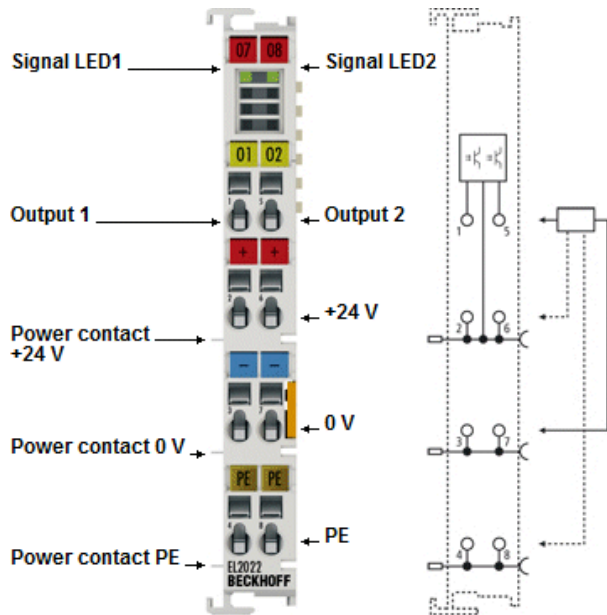 07 08
Signal LED1
Signal LED2
01 02
1 5
Output 1
Output 2
1 5
+ +
2 6
+24 V
2 6
Power contact
+24 V
- -
3 7
0 V
3 7
Power contact 0 V
PE PE
4 8
PE
4 8
Power contact PE
EL2022
BECKHOFF